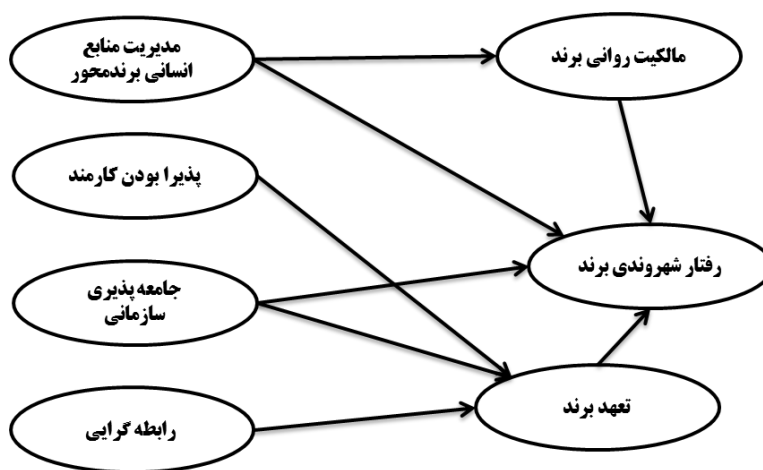 مدیریت منابع
انسانی برندمحور
مالکیت روانی برند
پذیرا بودن کارمند
رفتار شهروندی برند
جامعه پذیری
سازمانی
تعهد برند
رابطه گرایی